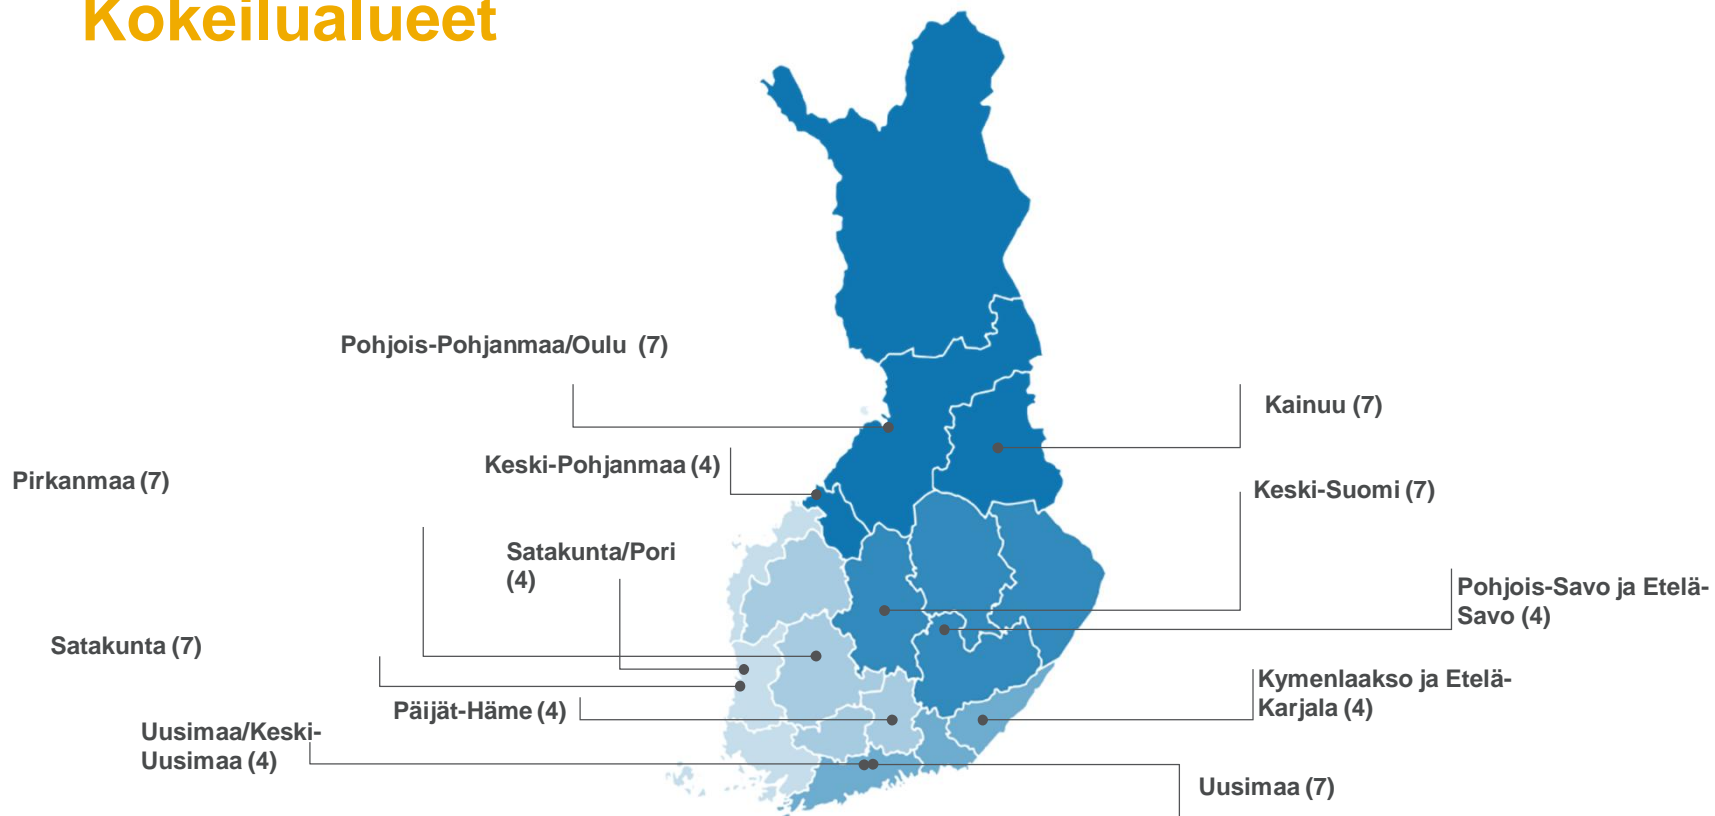 Kokeilualueet
Pohjois-Pohjanmaa/Oulu (7)
Kainuu (7)
Keski-Pohjanmaa (4)
Pirkanmaa (7)
Keski-Suomi (7)
Satakunta/Pori
(4)
Pohjois-Savo ja Etelä-
Savo (4)
Satakunta (7)
Kymenlaakso ja Etelä-
Karjala (4)
Päijät-Häme (4)
Uusimaa/Keski-
Uusimaa (4)
Uusimaa (7)